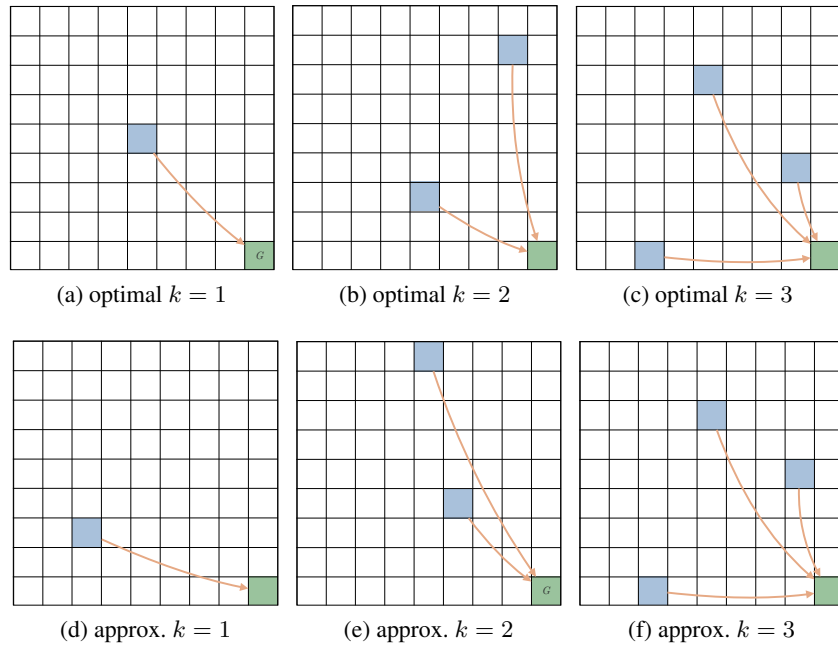 G
(a) optimal k = 1
(b) optimal k = 2
(c) optimal k = 3
G
(d) approx. k = 1
(e) approx. k = 2
(f) approx. k = 3